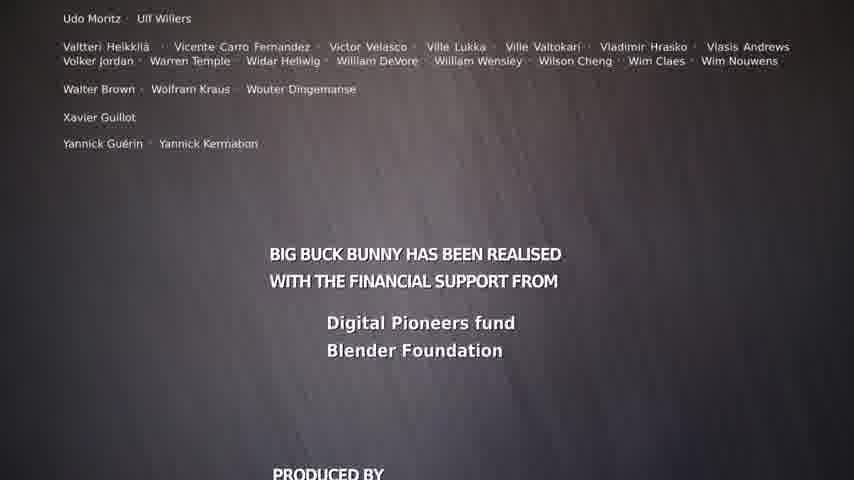 Udo Moritz · Ulf Willers
Valtteri Heikkilä · Vicente Carro Fernandez · Victor Velasco · Ville Lukka · Ville Valtokari · Vladimir Hrasko · Vlasis Andrews
Volker Jordan · Warren Temple · Widar Hellwig · William DeVore · William Wensley · Wilson Cheng · Wim Claes · Wim Nouwens
Walter Brown · Wolfram Kraus · Wouter Dingemanse
Xavier Guillot
Yannick Guérin · Yannick Kermabon
BIG BUCK BUNNY HAS BEEN REALISED
WITH THE FINANCIAL SUPPORT FROM
Digital Pioneers fund
Blender Foundation
PRODUCED BY